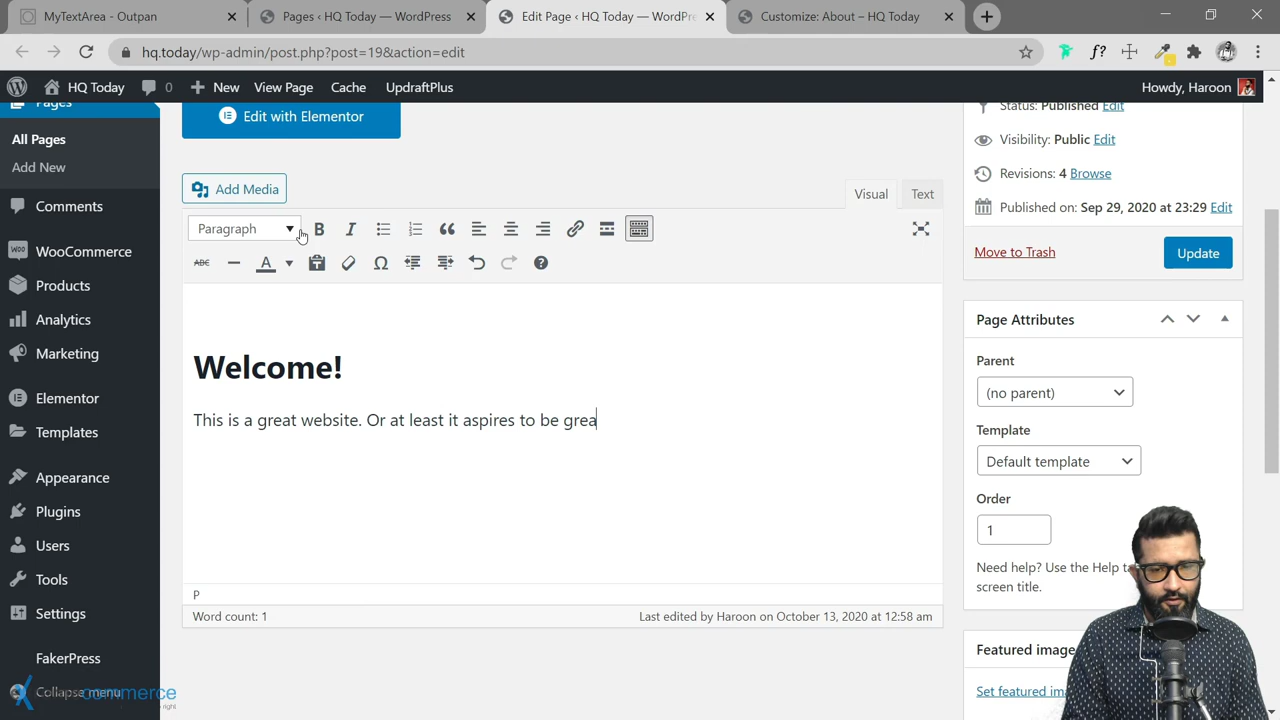 MyTextArea - Outpan
Pages ‹ HQ Today — WordPress
Edit Page ‹ HQ Today — WordPre
Customize: About – HQ Today
hq.today/wp-admin/post.php?post=19&action=edit
f?
HQ Today
0
New
View Page
Cache
UpdraftPlus
Howdy, Haroon
Pages
All Pages
Add New
Comments
WooCommerce
Products
Analytics
Marketing
Elementor
Templates
Appearance
Plugins
Users
Tools
Settings
FakerPress
Collapse menu
commerce
Edit with Elementor
Add Media
Visual
Text
Paragraph
B
I
ABC
A
Ω
Welcome!
This is a great website. Or at least it aspires to be grea
P
Word count: 1
Last edited by Haroon on October 13, 2020 at 12:58 am
Status: Published Edit
Visibility: Public Edit
Revisions: 4 Browse
Published on: Sep 29, 2020 at 23:29 Edit
Move to Trash
Update
Page Attributes
Parent
(no parent)
Template
Default template
Order
1
Need help? Use the Help
screen title.
Featured image
Set featured